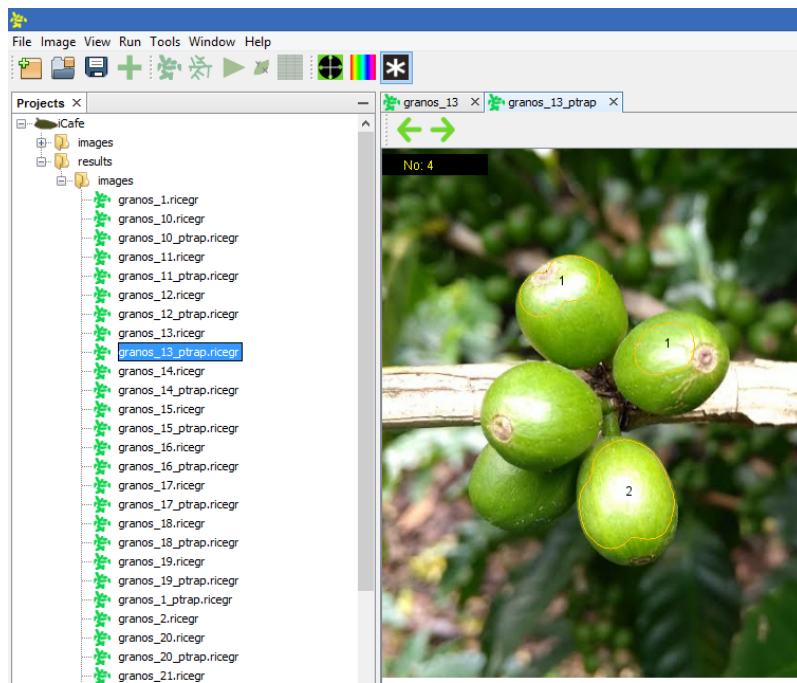 File Image View Run Tools Window Help
Projects
iCafe
images
results
images
granos_1.ricegr
granos_10.ricegr
granos_10_ptrap.ricegr
granos_11.ricegr
granos_11_ptrap.ricegr
granos_12.ricegr
granos_12_ptrap.ricegr
granos_13.ricegr
granos_13_ptrap.ricegr
granos_14.ricegr
granos_14_ptrap.ricegr
granos_15.ricegr
granos_15_ptrap.ricegr
granos_16.ricegr
granos_16_ptrap.ricegr
granos_17.ricegr
granos_17_ptrap.ricegr
granos_18.ricegr
granos_18_ptrap.ricegr
granos_19.ricegr
granos_19_ptrap.ricegr
granos_1_ptrap.ricegr
granos_2.ricegr
granos_20.ricegr
granos_20_ptrap.ricegr
granos_21.ricegr
granos_13
granos_13_ptrap
No: 4
1
1
2